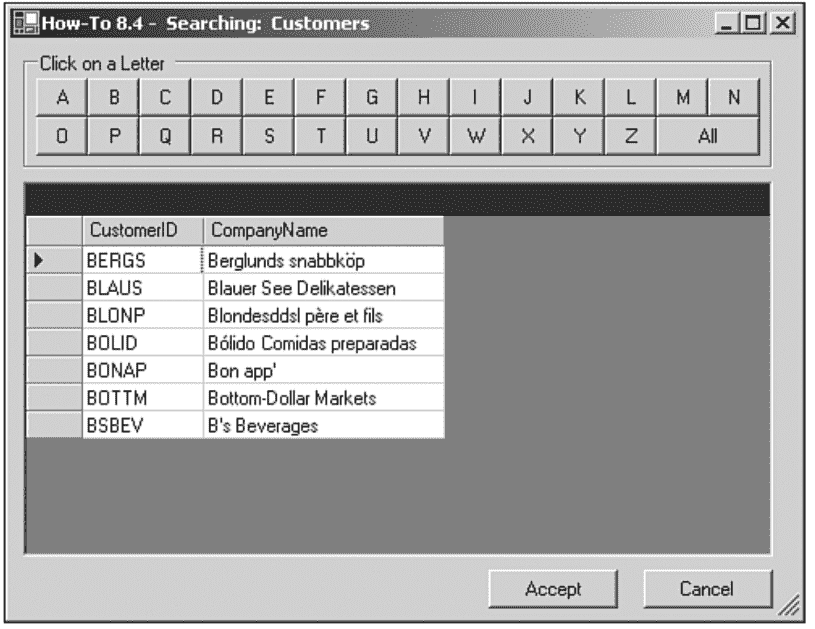 How-To 8.4 - Searching: Customers
Click on a Letter
A B C D E F G H I J K L M N
O P Q R S T U V W X Y Z All
CustomerID CompanyName
BERGS Berglunds snabbköp
BLAUS Blauer See Delikatessen
BLONP Blondesddsl père et fils
BOLID Bólido Comidas preparadas
BONAP Bon app'
BOTTM Bottom-Dollar Markets
BSBEV B's Beverages
Accept Cancel